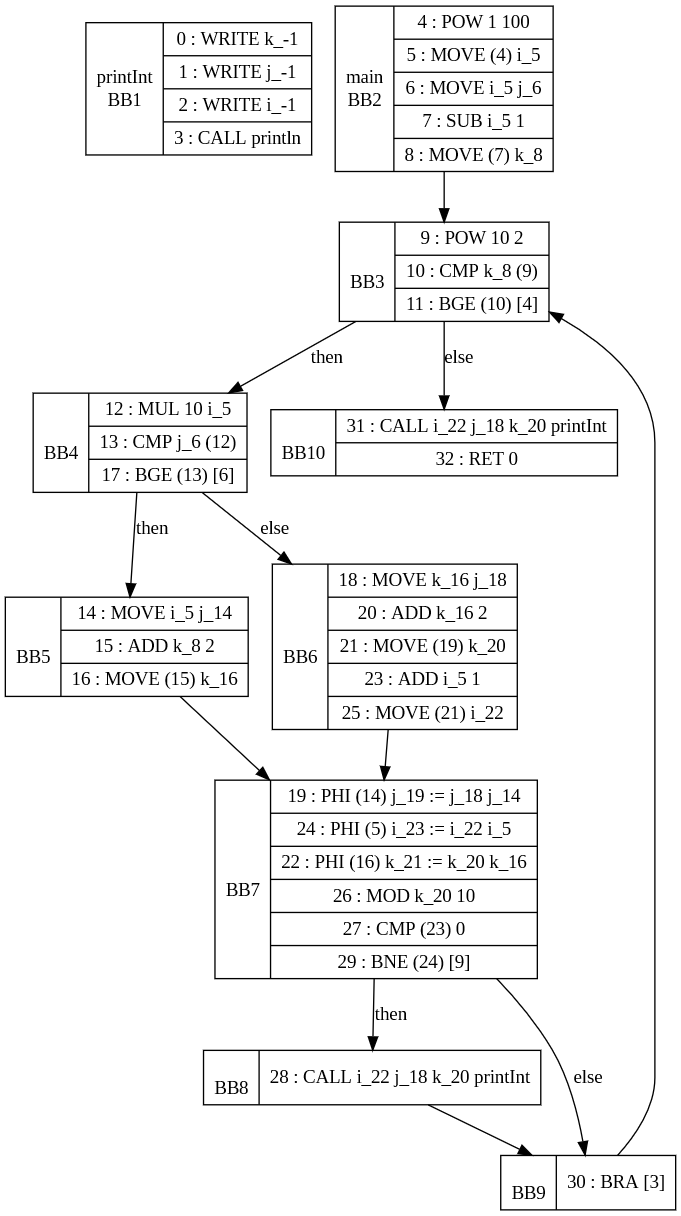 printInt
BB1
0 : WRITE k_-1
1 : WRITE j_-1
2 : WRITE i_-1
3 : CALL println
main
BB2
4 : POW 1 100
5 : MOVE (4) i_5
6 : MOVE i_5 j_6
7 : SUB i_5 1
8 : MOVE (7) k_8
BB3
9 : POW 10 2
10 : CMP k_8 (9)
11 : BGE (10) [4]
then
else
BB4
12 : MUL 10 i_5
13 : CMP j_6 (12)
17 : BGE (13) [6]
BB10
31 : CALL i_22 j_18 k_20 printInt
32 : RET 0
then
else
BB5
14 : MOVE i_5 j_14
15 : ADD k_8 2
16 : MOVE (15) k_16
BB6
18 : MOVE k_16 j_18
20 : ADD k_16 2
21 : MOVE (19) k_20
23 : ADD i_5 1
25 : MOVE (21) i_22
BB7
19 : PHI (14) j_19 := j_18 j_14
24 : PHI (5) i_23 := i_22 i_5
22 : PHI (16) k_21 := k_20 k_16
26 : MOD k_20 10
27 : CMP (23) 0
29 : BNE (24) [9]
then
else
BB8
28 : CALL i_22 j_18 k_20 printInt
BB9
30 : BRA [3]